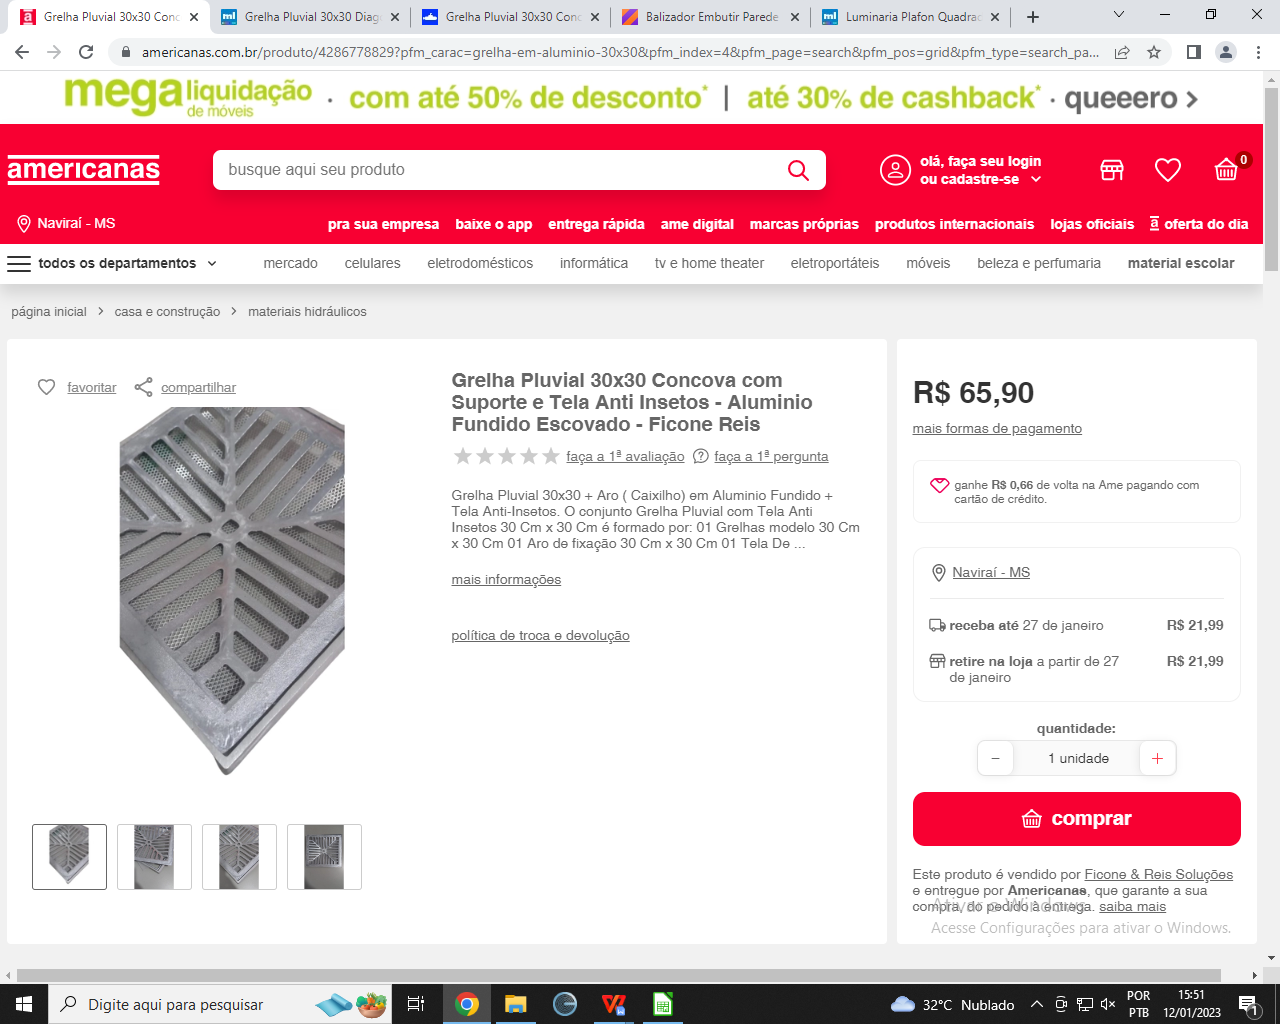 Grelha Pluvial 30x30 Conc
Grelha Pluvial 30x30 Diag
Grelha Pluvial 30x30 Conc
Balizador Embutir Parede
Luminaria Plafon Quadrac
americanas.com.br/produto/4286778829?pfm_carac=grelha-em-aluminio-30x30&pfm_index=4&pfm_page=search&pfm_pos=grid&pfm_type=search_pa...
mega liquidação de móveis · com até 50% de desconto* | até 30% de cashback* · queeero >
americanas
busque aqui seu produto
olá, faça seu login
ou cadastre-se
0
Naviraí - MS
pra sua empresa baixe o app entrega rápida ame digital marcas próprias produtos internacionais lojas oficiais a oferta do dia
todos os departamentos mercado celulares eletrodomésticos informática tv e home theater eletroportáteis móveis beleza e perfumaria material escolar
página inicial > casa e construção > materiais hidráulicos
favoritar compartilhar
Grelha Pluvial 30x30 Concova com
Suporte e Tela Anti Insetos - Aluminio
Fundido Escovado - Ficone Reis
faça a 1ª avaliação faça a 1ª pergunta
Grelha Pluvial 30x30 + Aro ( Caixilho) em Aluminio Fundido +
Tela Anti-Insetos. O conjunto Grelha Pluvial com Tela Anti
Insetos 30 Cm x 30 Cm é formado por: 01 Grelhas modelo 30 Cm
x 30 Cm 01 Aro de fixação 30 Cm x 30 Cm 01 Tela De ...
mais informações
política de troca e devolução
R$ 65,90
mais formas de pagamento
ganhe R$ 0,66 de volta na Ame pagando com
cartão de crédito.
Naviraí - MS
receba até 27 de janeiro R$ 21,99
retire na loja a partir de 27 R$ 21,99
de janeiro
quantidade:
- 1 unidade +
comprar
Este produto é vendido por Ficone & Reis Soluções
e entregue por Americanas, que garante a sua
compra, do pedido à entrega. saiba mais
Ativar o Windows
Acesse Configurações para ativar o Windows.
Digite aqui para pesquisar
32°C Nublado
POR
PTB
15:51
12/01/2023
1